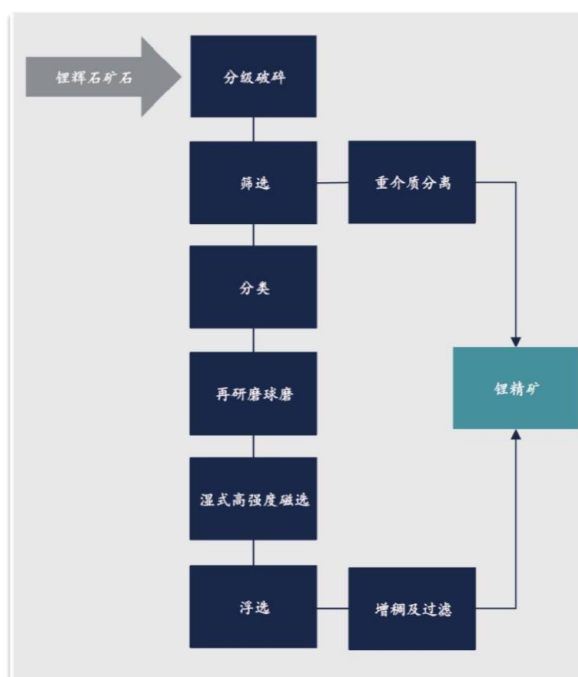 锂辉石矿石
分级破碎
筛选
重介质分离
分类
锂精矿
再研磨球磨
湿式高强度磁选
浮选
增稠及过滤